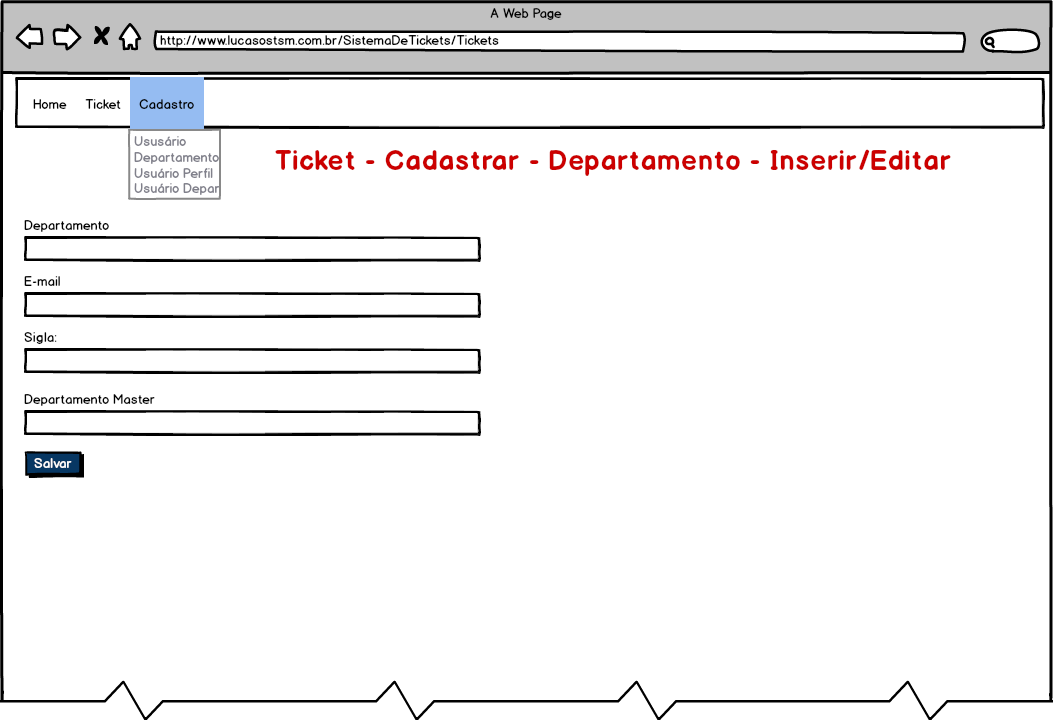 A Web Page
http://www.lucasostsm.com.br/SistemaDeTickets/Tickets
Home Ticket Cadastro
Ususário
Departamento
Usuário Perfil
Usuário Depar
Ticket - Cadastrar - Departamento - Inserir/Editar
Departamento
E-mail
Sigla:
Departamento Master
Salvar